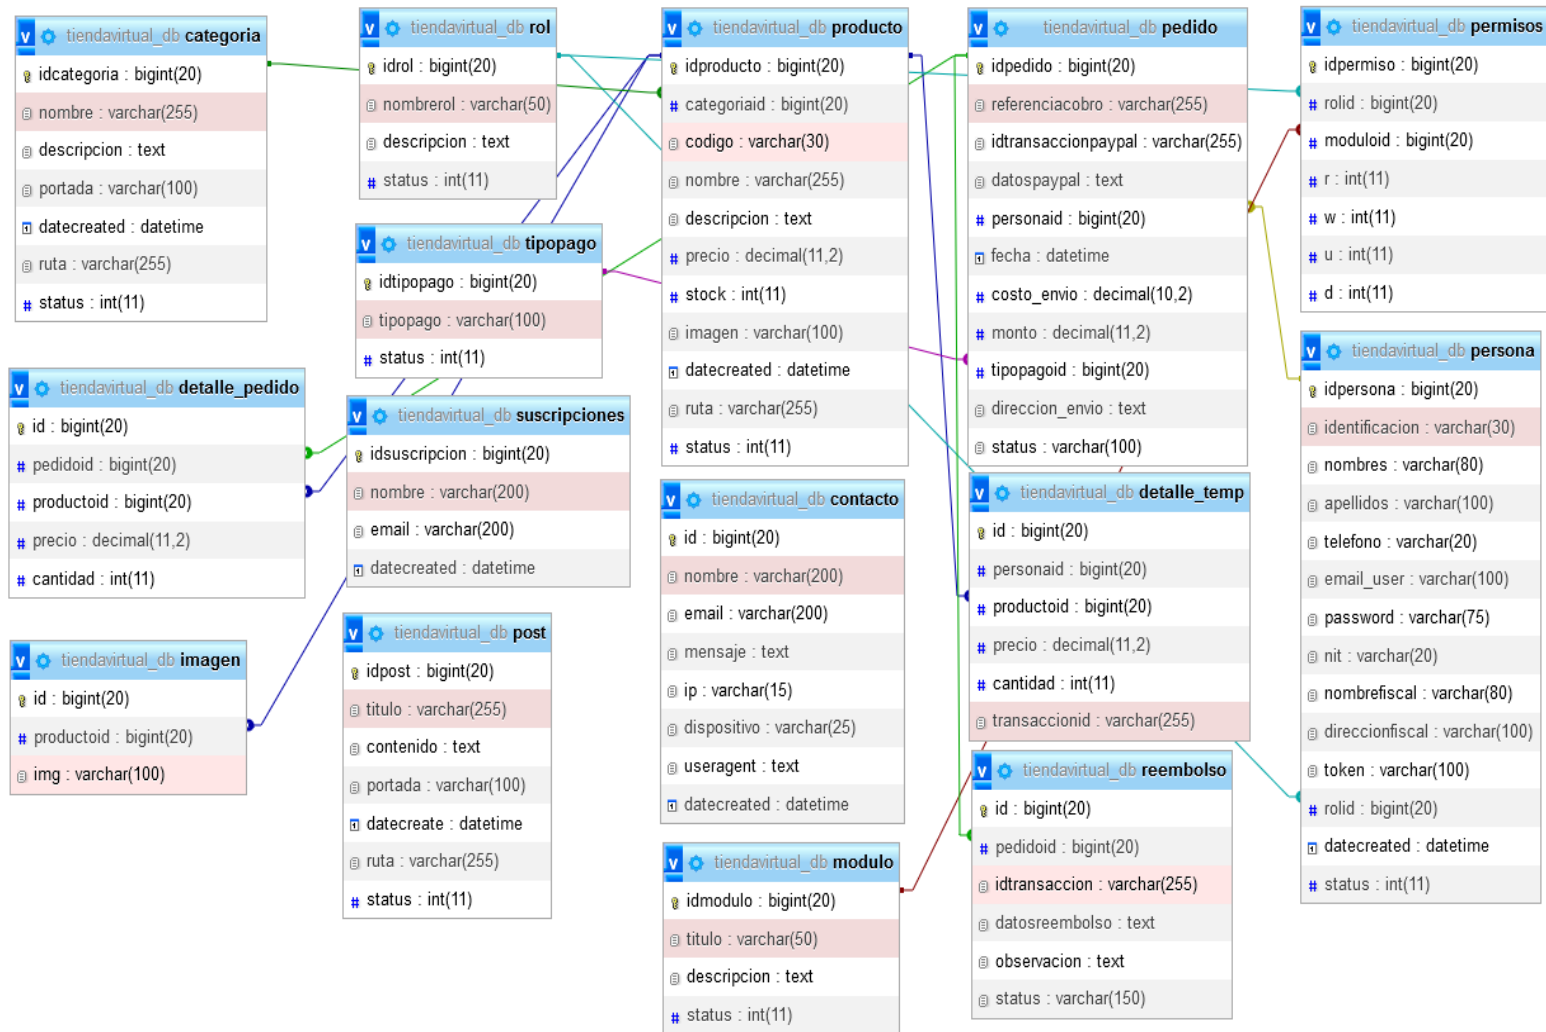 tiendavirtual_db categoria
idcategoria : bigint(20)
nombre : varchar(255)
descripcion : text
portada : varchar(100)
datecreated : datetime
ruta : varchar(255)
# status : int(11)
tiendavirtual_db rol
idrol : bigint(20)
nombrerol : varchar(50)
descripcion : text
# status : int(11)
tiendavirtual_db producto
idproducto : bigint(20)
# categoriaid : bigint(20)
codigo : varchar(30)
nombre : varchar(255)
descripcion : text
# precio : decimal(11,2)
# stock : int(11)
imagen : varchar(100)
datecreated : datetime
ruta : varchar(255)
# status : int(11)
tiendavirtual_db pedido
idpedido : bigint(20)
referenciacobro : varchar(255)
idtransaccionpaypal : varchar(255)
datospaypal : text
# personaid : bigint(20)
fecha : datetime
# costo_envio : decimal(10,2)
# monto : decimal(11,2)
# tipopagoid : bigint(20)
direccion_envio : text
status : varchar(100)
tiendavirtual_db permisos
idpermiso : bigint(20)
# rolid : bigint(20)
# moduloid : bigint(20)
# r : int(11)
# w : int(11)
# u : int(11)
# d : int(11)
tiendavirtual_db tipopago
idtipopago : bigint(20)
tipopago : varchar(100)
# status : int(11)
tiendavirtual_db persona
idpersona : bigint(20)
identificacion : varchar(30)
nombres : varchar(80)
apellidos : varchar(100)
telefono : varchar(20)
email_user : varchar(100)
password : varchar(75)
nit : varchar(20)
nombrefiscal : varchar(80)
direccionfiscal : varchar(100)
token : varchar(100)
# rolid : bigint(20)
datecreated : datetime
# status : int(11)
tiendavirtual_db detalle_pedido
id : bigint(20)
# pedidoid : bigint(20)
# productoid : bigint(20)
# precio : decimal(11,2)
# cantidad : int(11)
tiendavirtual_db suscripciones
idsuscripcion : bigint(20)
nombre : varchar(200)
email : varchar(200)
datecreated : datetime
tiendavirtual_db contacto
id : bigint(20)
nombre : varchar(200)
email : varchar(200)
mensaje : text
ip : varchar(15)
dispositivo : varchar(25)
useragent : text
datecreated : datetime
tiendavirtual_db detalle_temp
id : bigint(20)
# personaid : bigint(20)
# productoid : bigint(20)
# precio : decimal(11,2)
# cantidad : int(11)
transaccionid : varchar(255)
tiendavirtual_db imagen
id : bigint(20)
# productoid : bigint(20)
img : varchar(100)
tiendavirtual_db post
idpost : bigint(20)
titulo : varchar(255)
contenido : text
portada : varchar(100)
datecreate : datetime
ruta : varchar(255)
# status : int(11)
tiendavirtual_db reembolso
id : bigint(20)
# pedidoid : bigint(20)
idtransaccion : varchar(255)
datosreembolso : text
observacion : text
status : varchar(150)
tiendavirtual_db modulo
idmodulo : bigint(20)
titulo : varchar(50)
descripcion : text
# status : int(11)